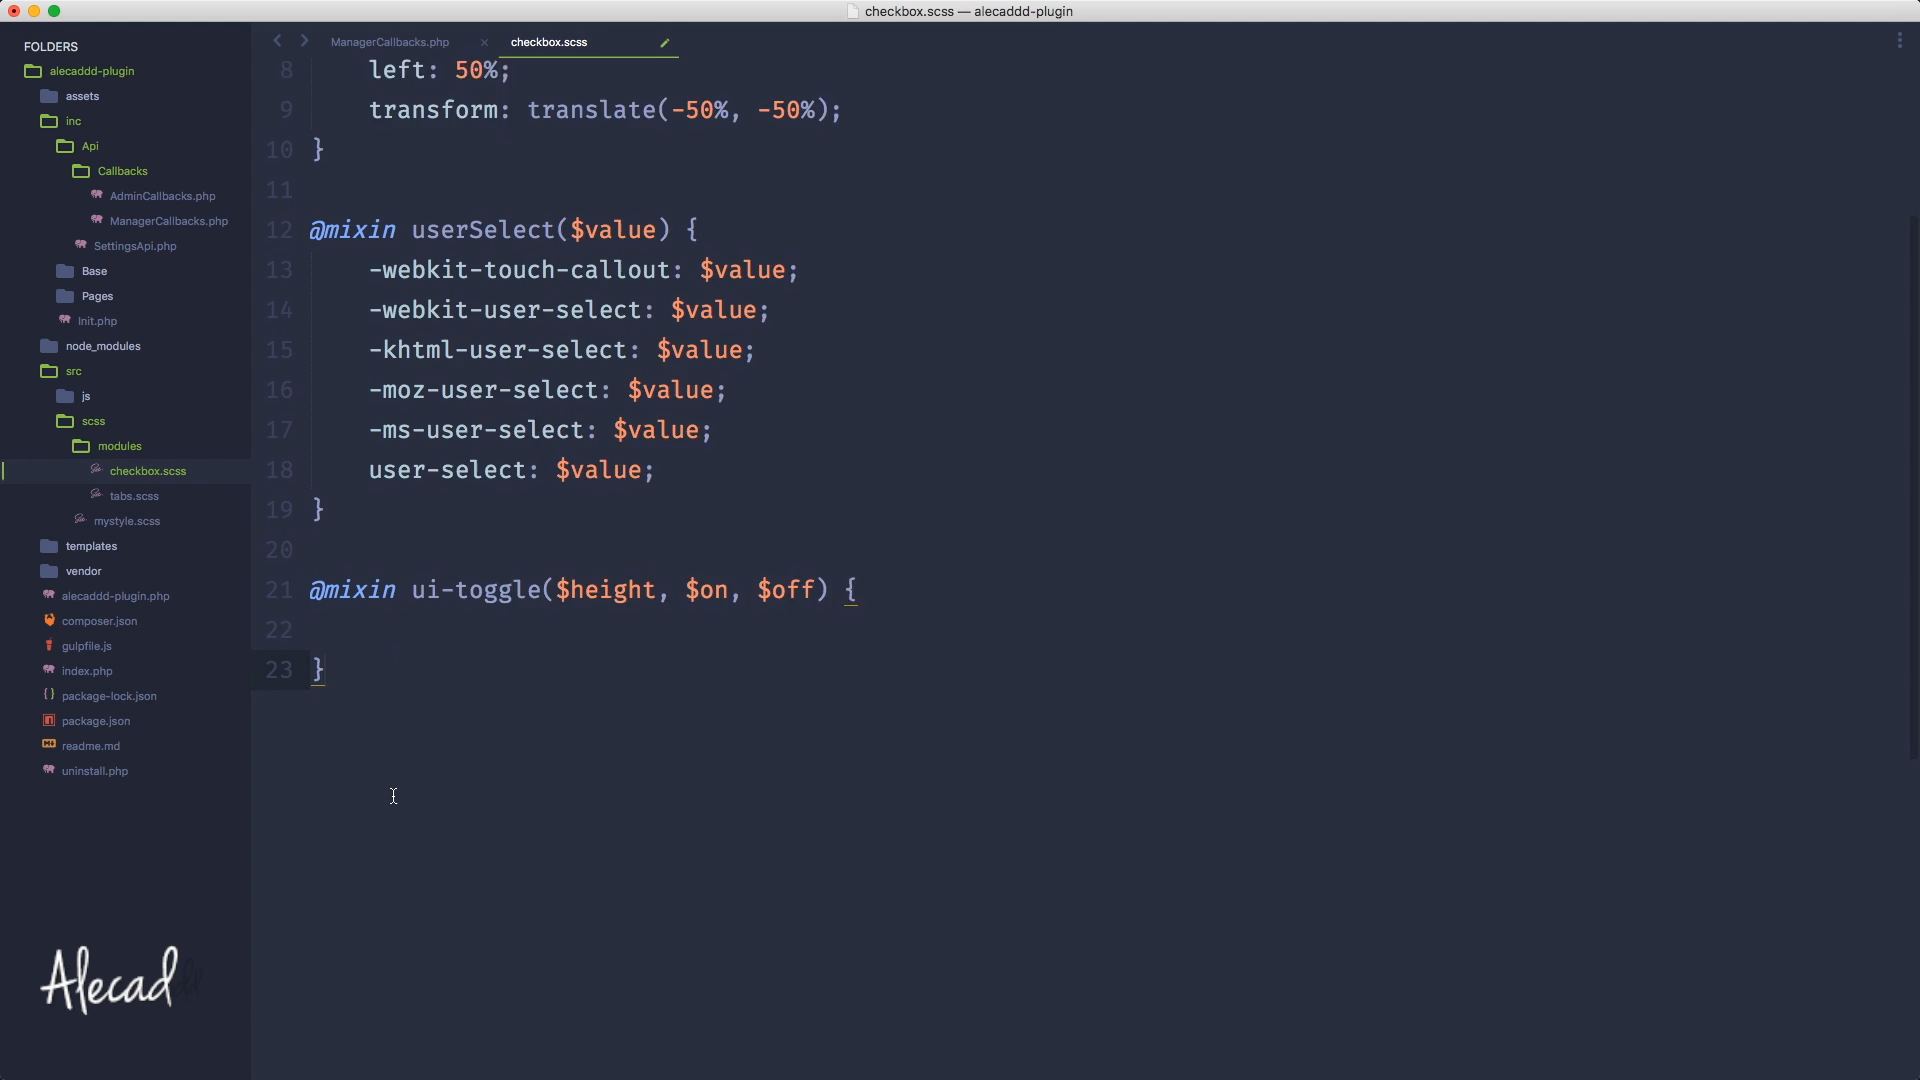 checkbox.scss — alecaddd-plugin
FOLDERS
alecaddd-plugin
assets
inc
Api
Callbacks
AdminCallbacks.php
ManagerCallbacks.php
SettingsApi.php
Base
Pages
Init.php
node_modules
src
js
scss
modules
checkbox.scss
tabs.scss
mystyle.scss
templates
vendor
alecaddd-plugin.php
composer.json
gulpfile.js
index.php
package-lock.json
package.json
readme.md
uninstall.php
Alecaddd
ManagerCallbacks.php × checkbox.scss
8 left: 50%;
9 transform: translate(-50%, -50%);
10 }
11
12 @mixin userSelect($value) {
13 -webkit-touch-callout: $value;
14 -webkit-user-select: $value;
15 -khtml-user-select: $value;
16 -moz-user-select: $value;
17 -ms-user-select: $value;
18 user-select: $value;
19 }
20
21 @mixin ui-toggle($height, $on, $off) {
22
23 }